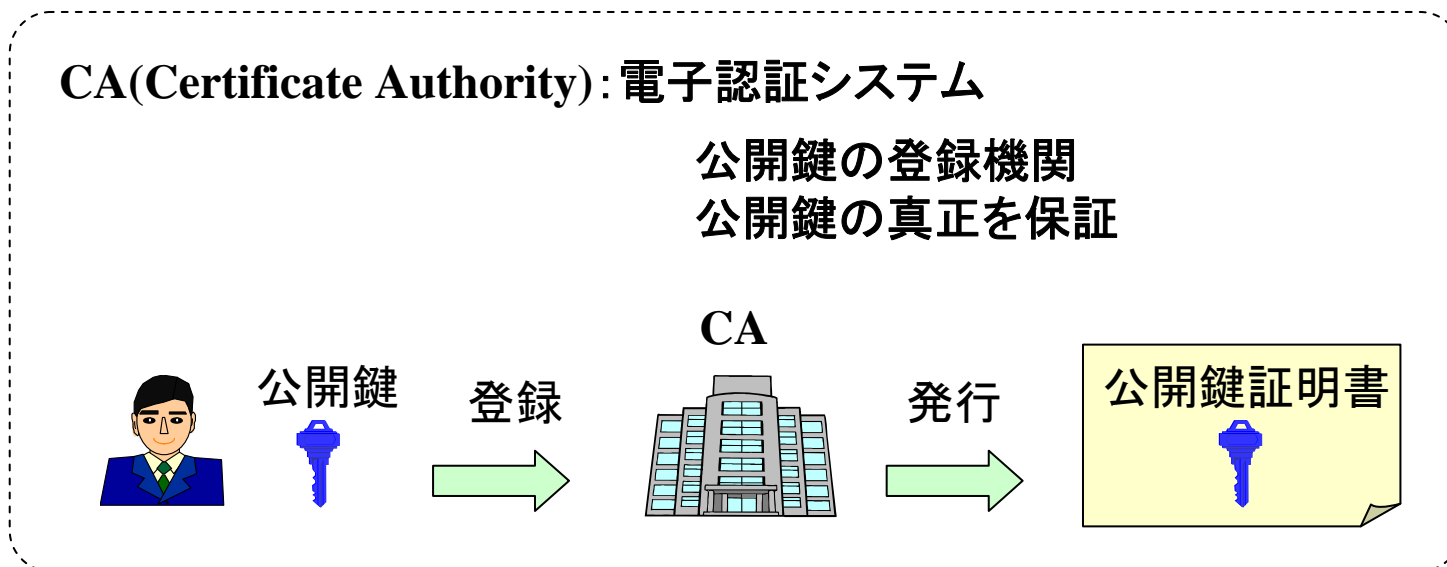 CA(Certificate Authority):電子認証システム
公開鍵の登録機関
公開鍵の真正を保証
CA
公開鍵
登録
発行
公開鍵証明書